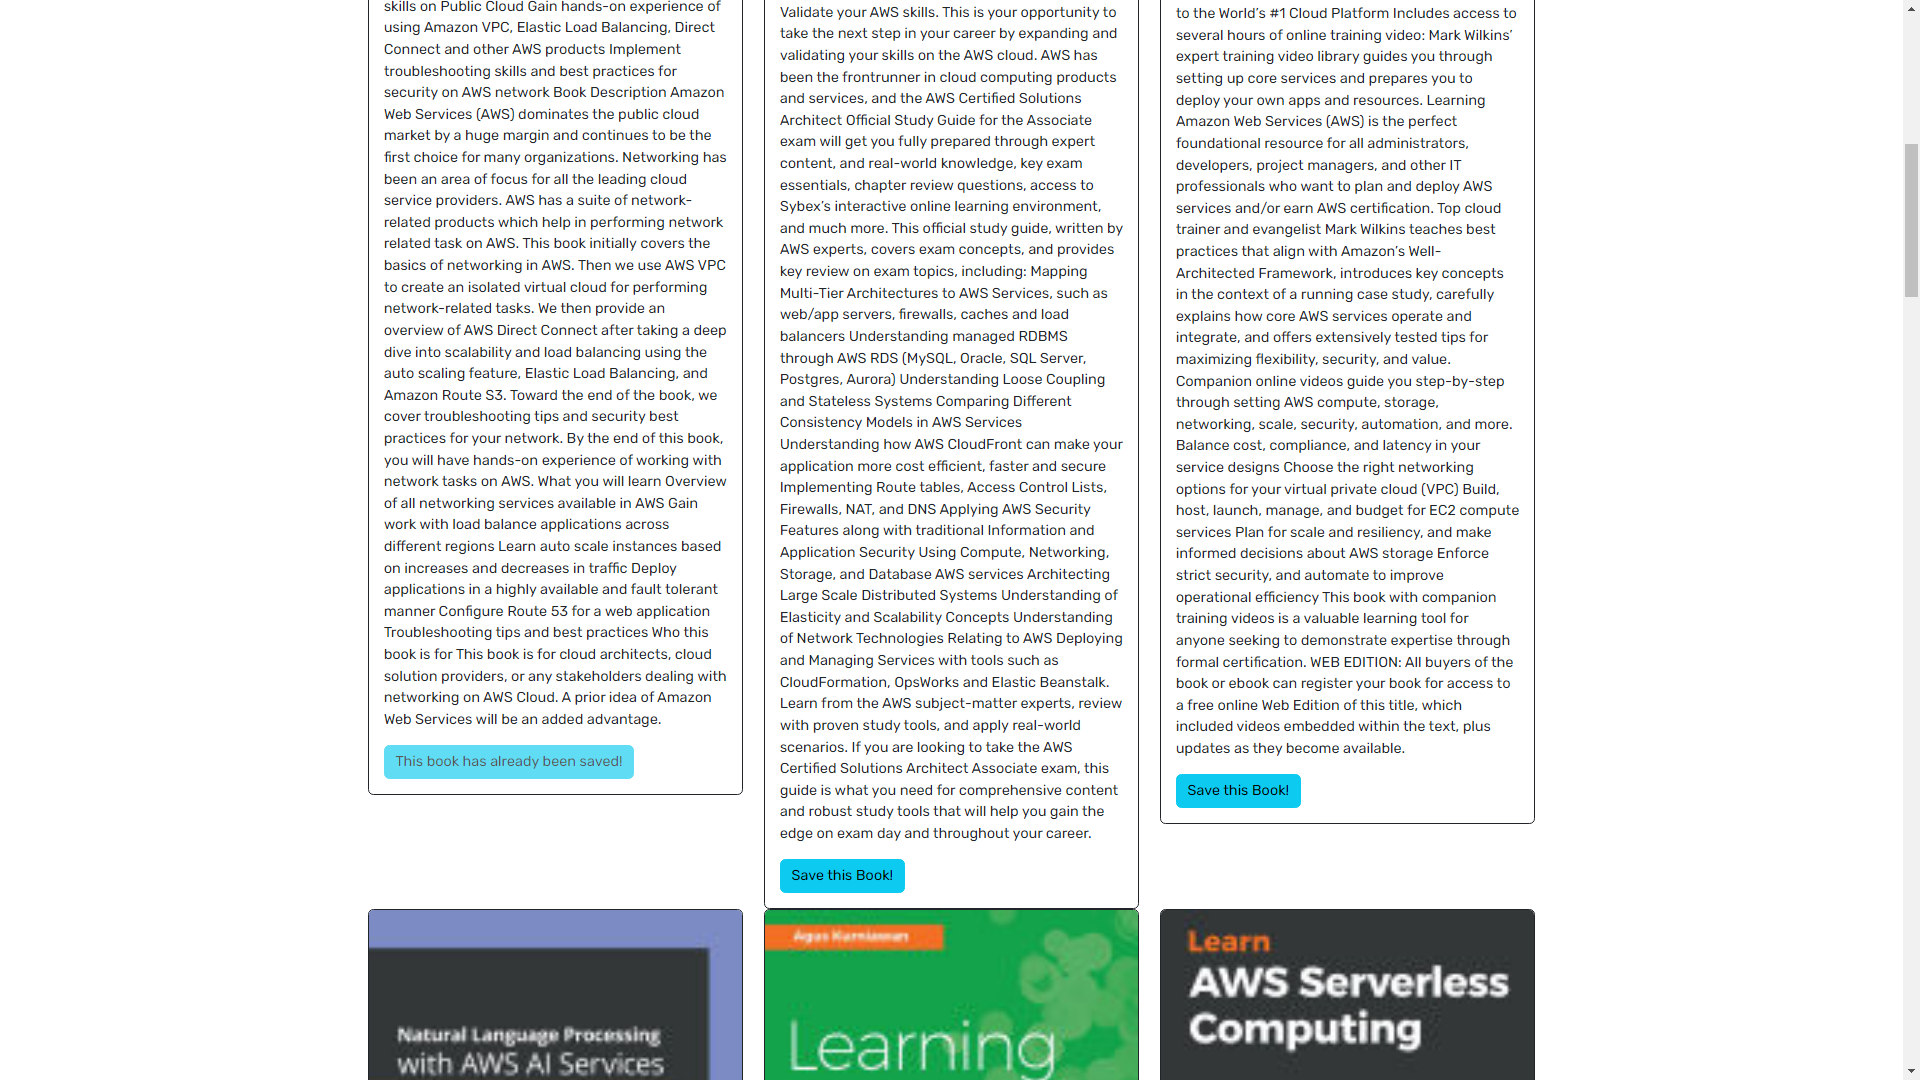 skills on Public Cloud Gain hands-on experience of
using Amazon VPC, Elastic Load Balancing, Direct
Connect and other AWS products Implement
troubleshooting skills and best practices for
security on AWS network Book Description Amazon
Web Services (AWS) dominates the public cloud
market by a huge margin and continues to be the
first choice for many organizations. Networking has
been an area of focus for all the leading cloud
service providers. AWS has a suite of network-
related products which help in performing network
related task on AWS. This book initially covers the
basics of networking in AWS. Then we use AWS VPC
to create an isolated virtual cloud for performing
network-related tasks. We then provide an
overview of AWS Direct Connect after taking a deep
dive into scalability and load balancing using the
auto scaling feature, Elastic Load Balancing, and
Amazon Route S3. Toward the end of the book, we
cover troubleshooting tips and security best
practices for your network. By the end of this book,
you will have hands-on experience of working with
network tasks on AWS. What you will learn Overview
of all networking services available in AWS Gain
work with load balance applications across
different regions Learn auto scale instances based
on increases and decreases in traffic Deploy
applications in a highly available and fault tolerant
manner Configure Route 53 for a web application
Troubleshooting tips and best practices Who this
book is for This book is for cloud architects, cloud
solution providers, or any stakeholders dealing with
networking on AWS Cloud. A prior idea of Amazon
Web Services will be an added advantage.
This book has already been saved!
Validate your AWS skills. This is your opportunity to
take the next step in your career by expanding and
validating your skills on the AWS cloud. AWS has
been the frontrunner in cloud computing products
and services, and the AWS Certified Solutions
Architect Official Study Guide for the Associate
exam will get you fully prepared through expert
content, and real-world knowledge, key exam
essentials, chapter review questions, access to
Sybex's interactive online learning environment,
and much more. This official study guide, written by
AWS experts, covers exam concepts, and provides
key review on exam topics, including: Mapping
Multi-Tier Architectures to AWS Services, such as
web/app servers, firewalls, caches and load
balancers Understanding managed RDBMS
through AWS RDS (MySQL, Oracle, SQL Server,
Postgres, Aurora) Understanding Loose Coupling
and Stateless Systems Comparing Different
Consistency Models in AWS Services
Understanding how AWS CloudFront can make your
application more cost efficient, faster and secure
Implementing Route tables, Access Control Lists,
Firewalls, NAT, and DNS Applying AWS Security
Features along with traditional Information and
Application Security Using Compute, Networking,
Storage, and Database AWS services Architecting
Large Scale Distributed Systems Understanding of
Elasticity and Scalability Concepts Understanding
of Network Technologies Relating to AWS Deploying
and Managing Services with tools such as
CloudFormation, OpsWorks and Elastic Beanstalk.
Learn from the AWS subject-matter experts, review
with proven study tools, and apply real-world
scenarios. If you are looking to take the AWS
Certified Solutions Architect Associate exam, this
guide is what you need for comprehensive content
and robust study tools that will help you gain the
edge on exam day and throughout your career.
Save this Book!
to the World's #1 Cloud Platform Includes access to
several hours of online training video: Mark Wilkins'
expert training video library guides you through
setting up core services and prepares you to
deploy your own apps and resources. Learning
Amazon Web Services (AWS) is the perfect
foundational resource for all administrators,
developers, project managers, and other IT
professionals who want to plan and deploy AWS
services and/or earn AWS certification. Top cloud
trainer and evangelist Mark Wilkins teaches best
practices that align with Amazon's Well-
Architected Framework, introduces key concepts
in the context of a running case study, carefully
explains how core AWS services operate and
integrate, and offers extensively tested tips for
maximizing flexibility, security, and value.
Companion online videos guide you step-by-step
through setting AWS compute, storage,
networking, scale, security, automation, and more.
Balance cost, compliance, and latency in your
service designs Choose the right networking
options for your virtual private cloud (VPC) Build,
host, launch, manage, and budget for EC2 compute
services Plan for scale and resiliency, and make
informed decisions about AWS storage Enforce
strict security, and automate to improve
operational efficiency This book with companion
training videos is a valuable learning tool for
anyone seeking to demonstrate expertise through
formal certification. WEB EDITION: All buyers of the
book or ebook can register your book for access to
a free online Web Edition of this title, which
included videos embedded within the text, plus
updates as they become available.
Save this Book!
Natural Language Processing
with AWS AI Services
Agus Kurniawan
Learning
Learn
AWS Serverless
Computing